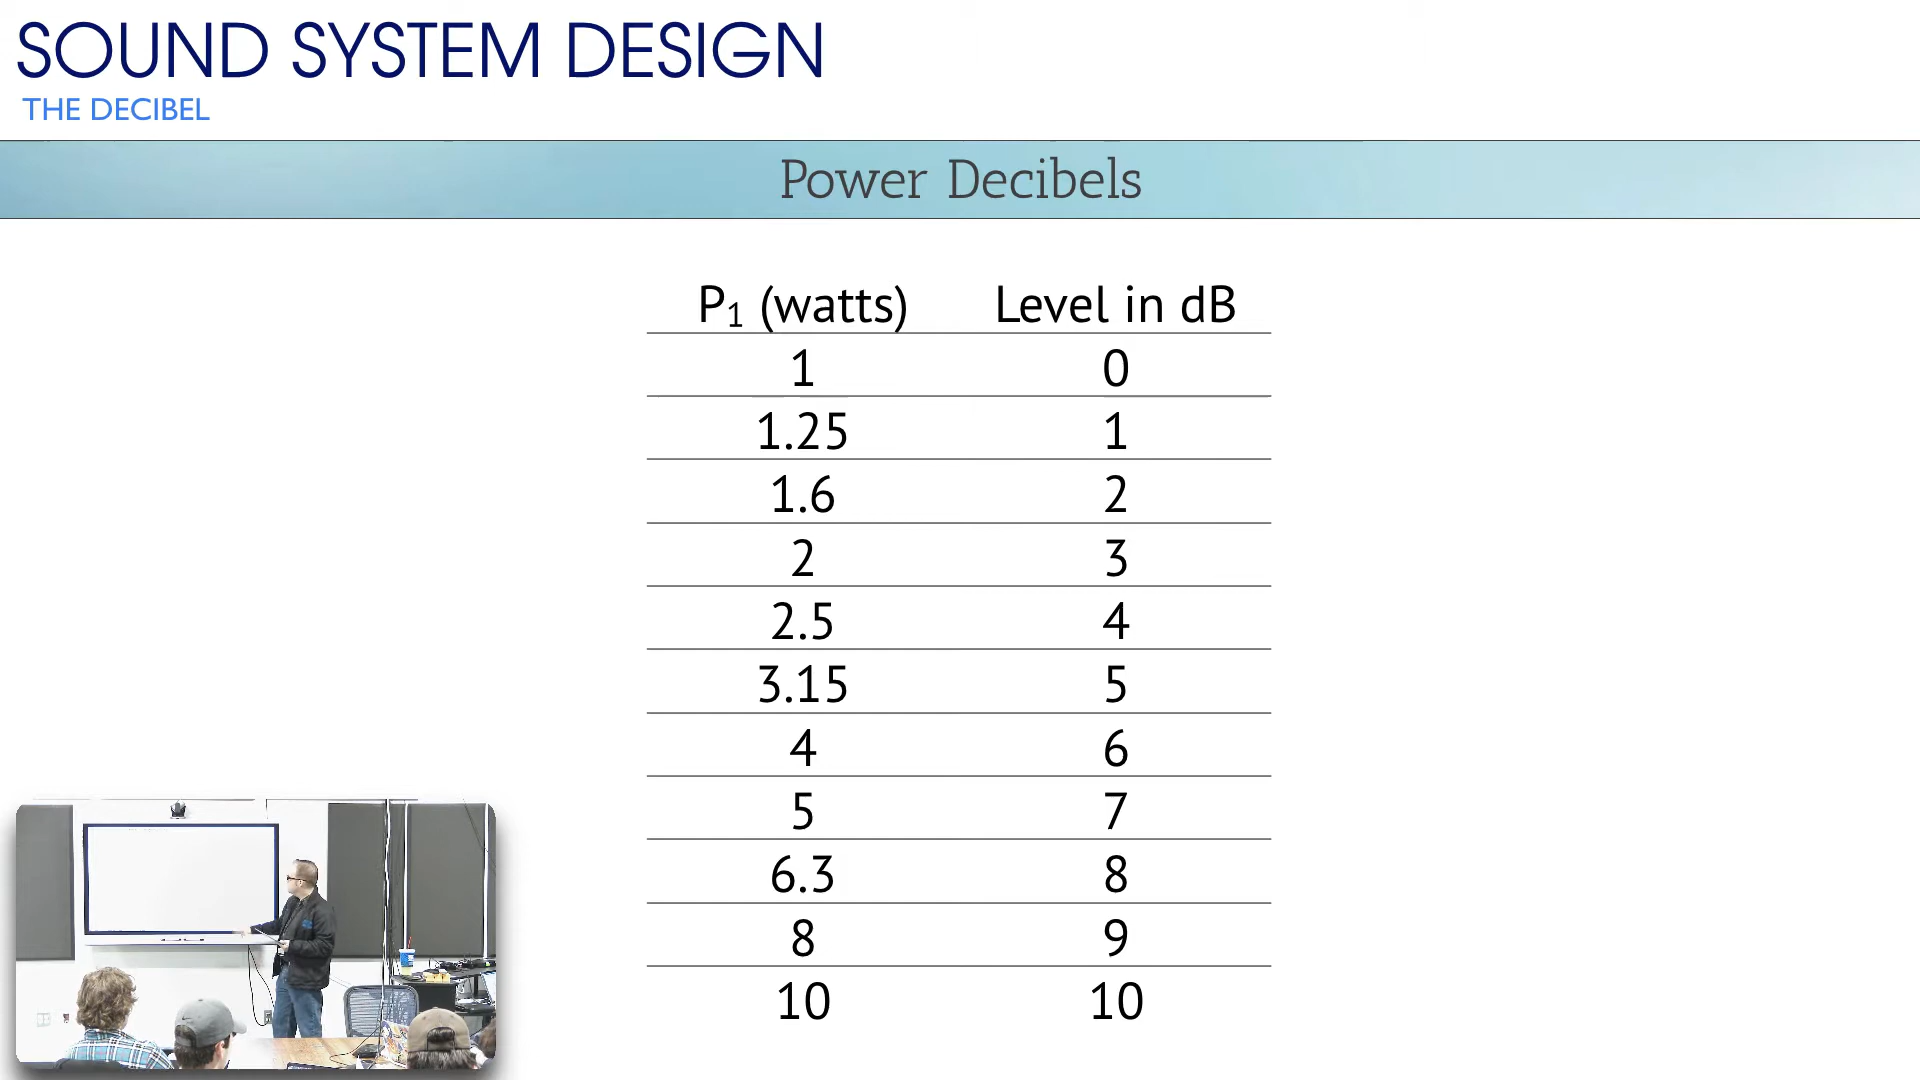 SOUND SYSTEM DESIGN
THE DECIBEL
Power Decibels
P₁ (watts) Level in dB
1 0
1.25 1
1.6 2
2 3
2.5 4
3.15 5
4 6
5 7
6.3 8
8 9
10 10